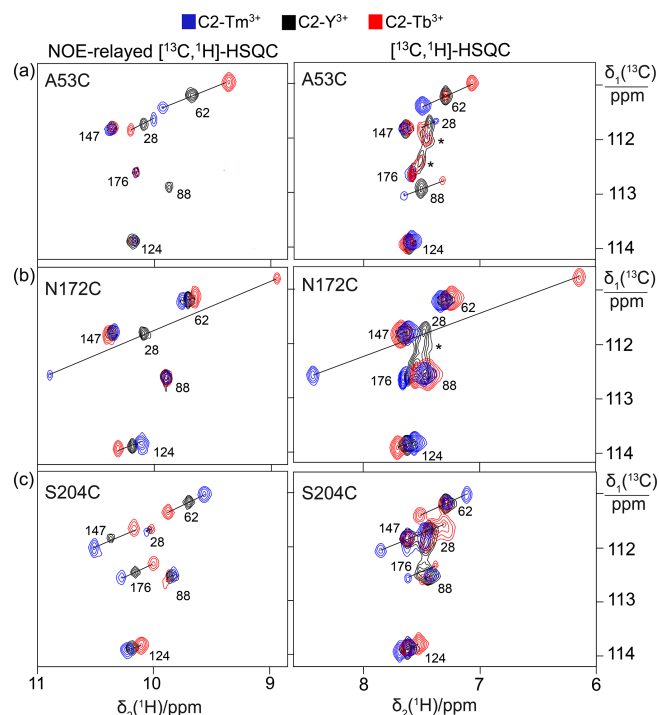 C2-Tm³⁺ C2-Y³⁺ C2-Tb³⁺
NOE-relayed [¹³C,¹H]-HSQC [¹³C,¹H]-HSQC
(a) A53C A53C δ₁(¹³C)
ppm
62 62
147 28 147 28 112
*
*
176 88 176 88 113
124 124 114
(b) N172C N172C δ₁(¹³C)
ppm
62 62
147 28 147 28 112
*
88 176 88 113
124 124 114
(c) S204C S204C δ₁(¹³C)
ppm
62
147 28 147 62 28 112
176 88 176 88 113
124 124 114
11 10 9 8 7 6
δ₂(¹H)/ppm δ₂(¹H)/ppm